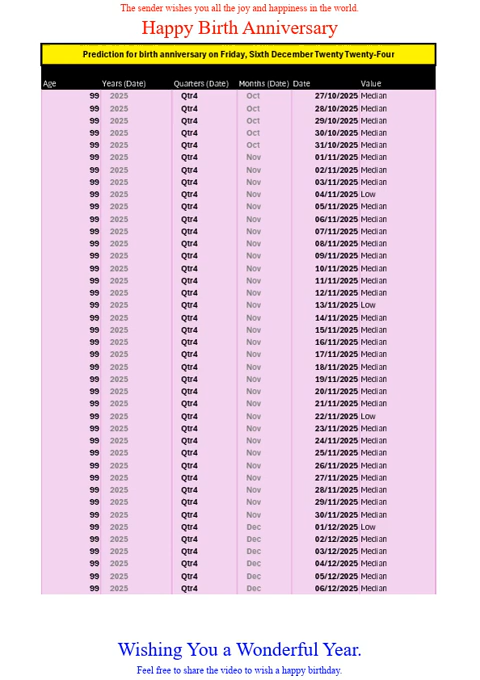 The sender wishes you all the joy and happiness in the world.
Happy Birth Anniversary
Prediction for birth anniversary on Friday, Sixth December Twenty Twenty-Four
Age Years (Date) Quarters (Date) Months (Date) Date Value
99 2025 Qtr4 Oct 27/10/2025 Median
99 2025 Qtr4 Oct 28/10/2025 Median
99 2025 Qtr4 Oct 29/10/2025 Median
99 2025 Qtr4 Oct 30/10/2025 Median
99 2025 Qtr4 Oct 31/10/2025 Median
99 2025 Qtr4 Nov 01/11/2025 Median
99 2025 Qtr4 Nov 02/11/2025 Median
99 2025 Qtr4 Nov 03/11/2025 Median
99 2025 Qtr4 Nov 04/11/2025 Low
99 2025 Qtr4 Nov 05/11/2025 Median
99 2025 Qtr4 Nov 06/11/2025 Median
99 2025 Qtr4 Nov 07/11/2025 Median
99 2025 Qtr4 Nov 08/11/2025 Median
99 2025 Qtr4 Nov 09/11/2025 Median
99 2025 Qtr4 Nov 10/11/2025 Median
99 2025 Qtr4 Nov 11/11/2025 Median
99 2025 Qtr4 Nov 12/11/2025 Median
99 2025 Qtr4 Nov 13/11/2025 Low
99 2025 Qtr4 Nov 14/11/2025 Median
99 2025 Qtr4 Nov 15/11/2025 Median
99 2025 Qtr4 Nov 16/11/2025 Median
99 2025 Qtr4 Nov 17/11/2025 Median
99 2025 Qtr4 Nov 18/11/2025 Median
99 2025 Qtr4 Nov 19/11/2025 Median
99 2025 Qtr4 Nov 20/11/2025 Median
99 2025 Qtr4 Nov 21/11/2025 Median
99 2025 Qtr4 Nov 22/11/2025 Low
99 2025 Qtr4 Nov 23/11/2025 Median
99 2025 Qtr4 Nov 24/11/2025 Median
99 2025 Qtr4 Nov 25/11/2025 Median
99 2025 Qtr4 Nov 26/11/2025 Median
99 2025 Qtr4 Nov 27/11/2025 Median
99 2025 Qtr4 Nov 28/11/2025 Median
99 2025 Qtr4 Nov 29/11/2025 Median
99 2025 Qtr4 Nov 30/11/2025 Median
99 2025 Qtr4 Dec 01/12/2025 Low
99 2025 Qtr4 Dec 02/12/2025 Median
99 2025 Qtr4 Dec 03/12/2025 Median
99 2025 Qtr4 Dec 04/12/2025 Median
99 2025 Qtr4 Dec 05/12/2025 Median
99 2025 Qtr4 Dec 06/12/2025 Median
Wishing You a Wonderful Year.
Feel free to share the video to wish a happy birthday.